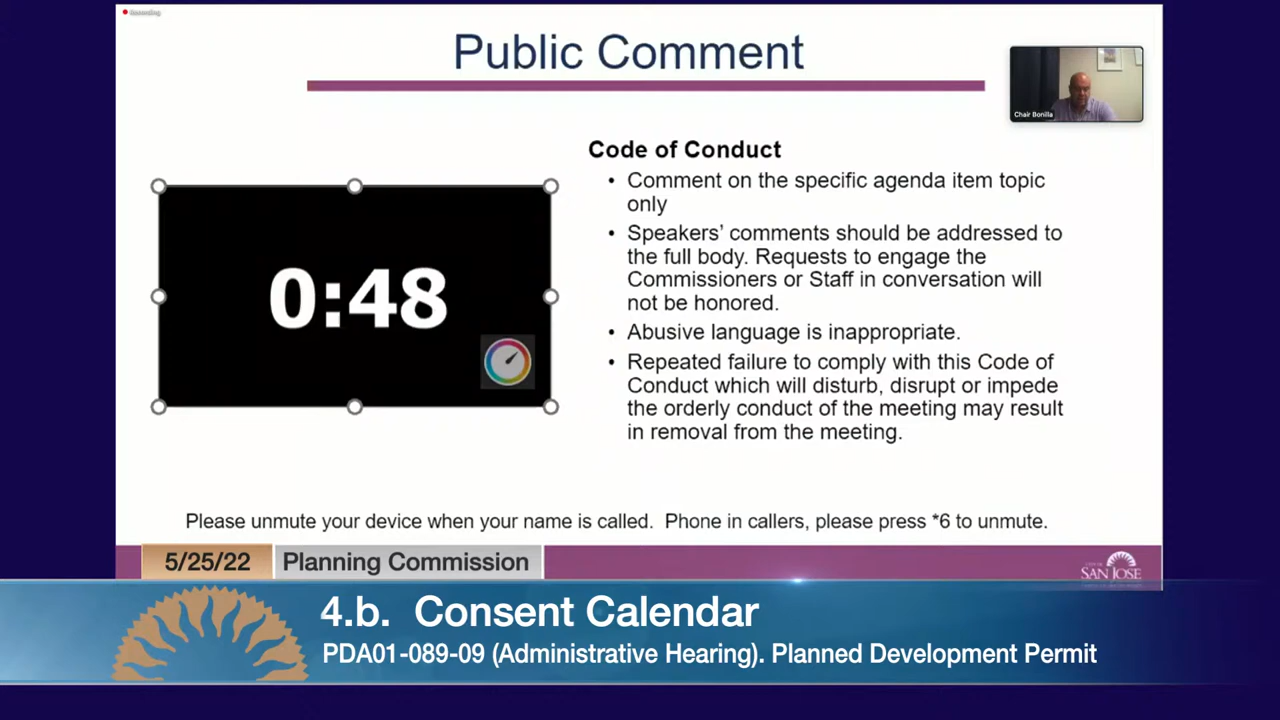 Recording
Public Comment
Chair Bonilla
Code of Conduct
• Comment on the specific agenda item topic
only
• Speakers’ comments should be addressed to
the full body. Requests to engage the
Commissioners or Staff in conversation will
not be honored.
• Abusive language is inappropriate.
• Repeated failure to comply with this Code of
Conduct which will disturb, disrupt or impede
the orderly conduct of the meeting may result
in removal from the meeting.
0:48
Please unmute your device when your name is called. Phone in callers, please press *6 to unmute.
5/25/22 Planning Commission
CITY OF
SAN JOSE
4.b. Consent Calendar
PDA01-089-09 (Administrative Hearing). Planned Development Permit